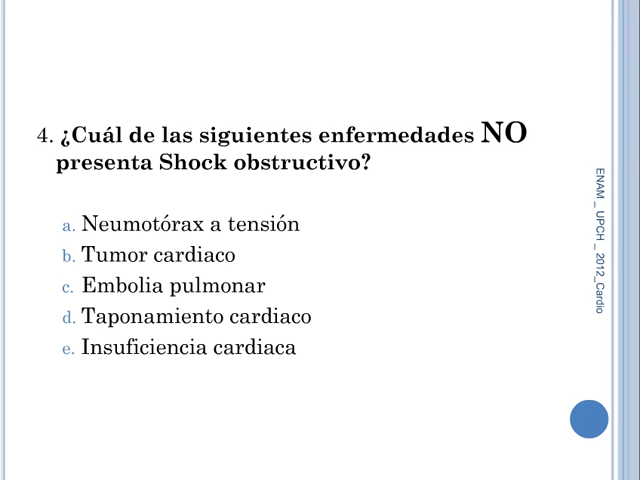 4. ¿Cuál de las siguientes enfermedades NO
presenta Shock obstructivo?
a. Neumotórax a tensión
b. Tumor cardiaco
c. Embolia pulmonar
d. Taponamiento cardiaco
e. Insuficiencia cardiaca
ENAM _ UPCH _ 2012_Cardio